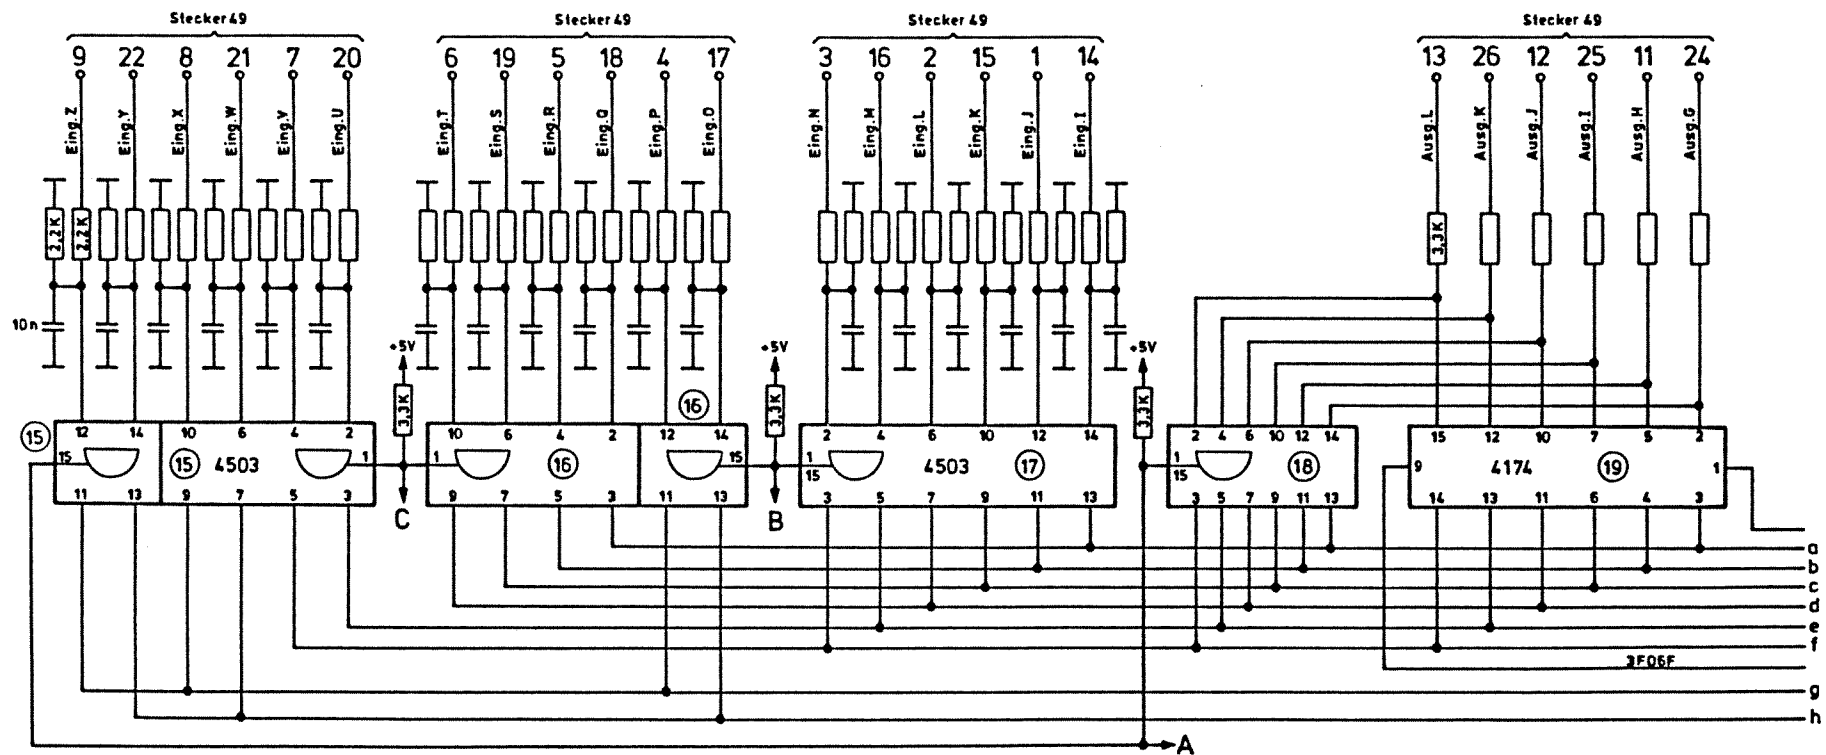 Stecker 49 Stecker 49 Stecker 49 Stecker 49
9 22 8 21 7 20 6 19 5 18 4 17 3 16 2 15 1 14 13 26 12 25 11 24
Eing.Z Eing.Y Eing.X Eing.W Eing.V Eing.U Eing.T Eing.S Eing.R Eing.Q Eing.P Eing.O Eing.N Eing.M Eing.L Eing.K Eing.J Eing.I Ausg.L Ausg.K Ausg.J Ausg.I Ausg.H Ausg.G
2,2K 2,2K 3,3K
10n
+5V +5V +5V
3,3K 3,3K 3,3K
16
15 12 14 10 6 4 2 10 6 4 2 12 14 2 4 6 10 12 14 2 4 6 10 12 14 15 12 10 7 5 2
15 15 4503 1 1 16 15 1 15 4503 17 1 15 18 9 4174 19 1
11 13 9 7 5 3 9 7 5 3 11 13 3 5 7 9 11 13 3 5 7 9 11 13 14 13 11 6 4 3
C B
a
b
c
d
e
f
3F06F
g
h
A